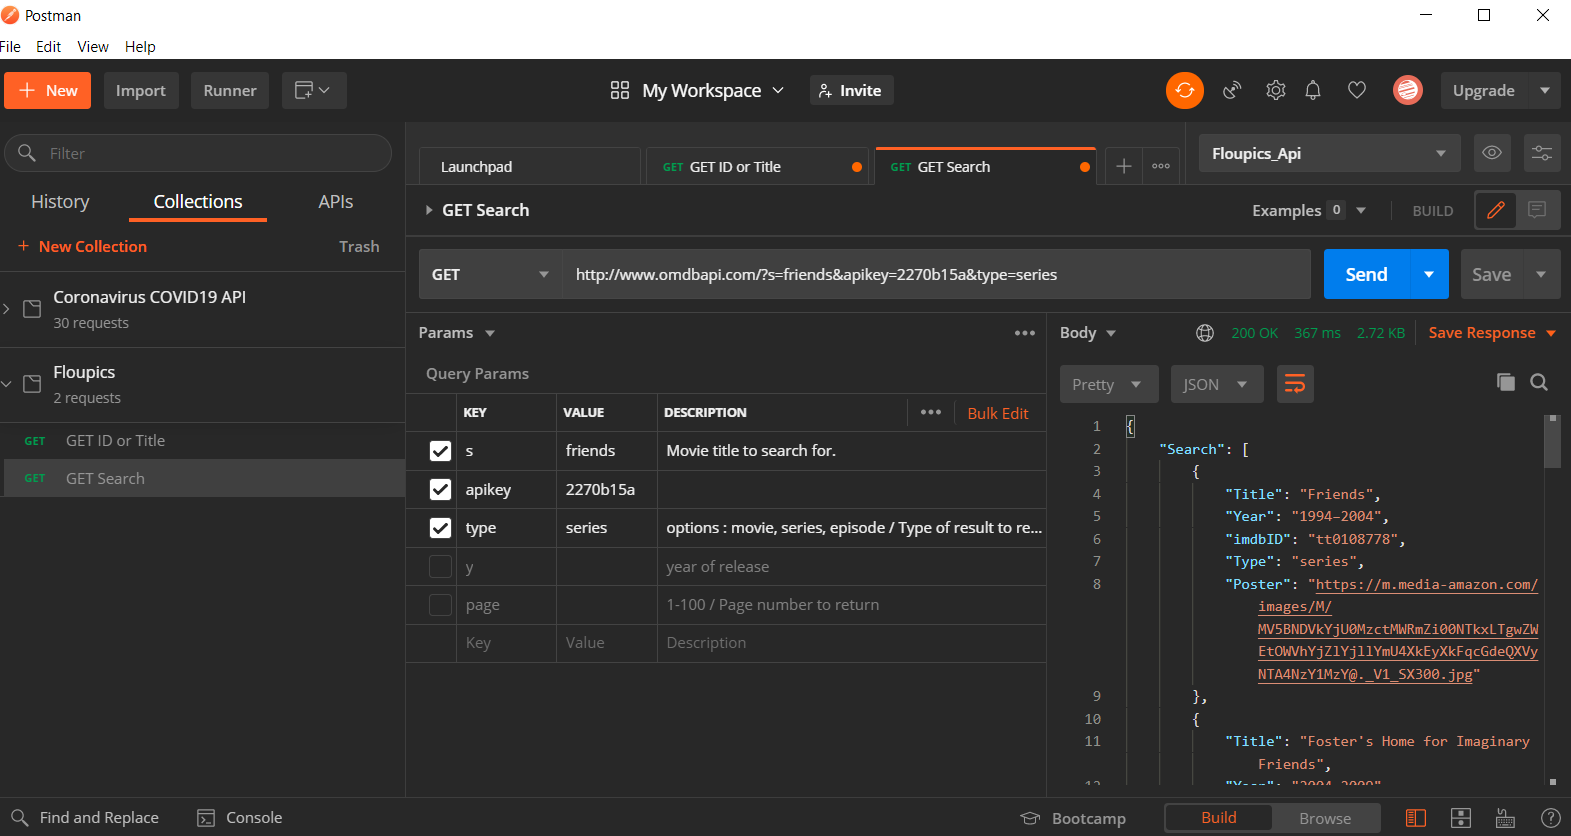 Postman
File Edit View Help
New Import Runner My Workspace Invite Upgrade
Filter
History Collections APIs
New Collection Trash
Coronavirus COVID19 API
30 requests
Floupics
2 requests
GET GET ID or Title
GET GET Search
Launchpad GET GET ID or Title GET GET Search Floupics_Api
GET Search Examples 0 BUILD
GET http://www.omdbapi.com/?s=friends&apikey=2270b15a&type=series Send Save
Params
Query Params
KEY VALUE DESCRIPTION Bulk Edit
s friends Movie title to search for.
apikey 2270b15a
type series options : movie, series, episode / Type of result to re...
y year of release
page 1-100 / Page number to return
Key Value Description
Body 200 OK 367 ms 2.72 KB Save Response
Pretty JSON
1 {
2 "Search": [
3 {
4 "Title": "Friends",
5 "Year": "1994–2004",
6 "imdbID": "tt0108778",
7 "Type": "series",
8 "Poster": "https://m.media-amazon.com/
images/M/
MV5BNDVkYjU0MzctMWRmZi00NTkxLTgwZW
EtOWVhYjZlYjllYmU4XkEyXkFqcGdeQXVy
NTA4NzY1MzY@._V1_SX300.jpg"
9 },
10 {
11 "Title": "Foster's Home for Imaginary
Friends",
12 "Year": "2004–2009",
Find and Replace Console Bootcamp Build Browse